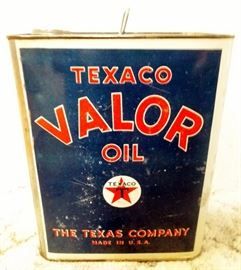 TEXACO
VALOR
OIL
TEXACO
T
THE TEXAS COMPANY
MADE IN U.S.A.